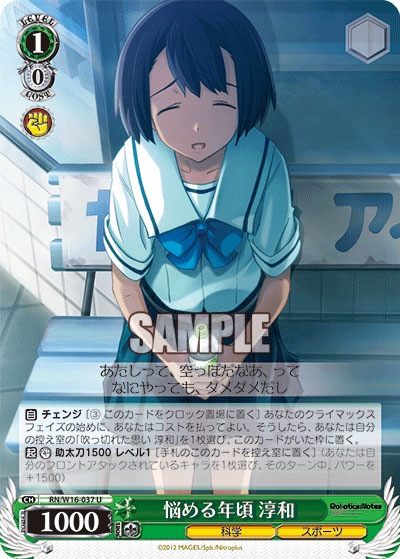 LEVEL
1
0
COST
ア
SAMPLE
あたしって、空っぽだなあ、って
なにやっても、ダメダメだし
自 チェンジ [③ このカードをクロック置場に置く] あなたのクライマックス
フェイズの始めに、あなたはコストを払ってよい。そうしたら、あなたは自分
の控え室の「吹っ切れた思い 淳和」を1枚選び、このカードがいた枠に置く。
起 助太刀1500 レベル1 [手札のこのカードを控え室に置く] (あなたは自
分のフロントアタックされているキャラを1枚選び、そのターン中、パワーを
+1500)
CH RN/W16-037 U
1000
悩める年頃 淳和
Robotics;Notes
科学 スポーツ
©2012 MAGES./5pb./Nitroplus